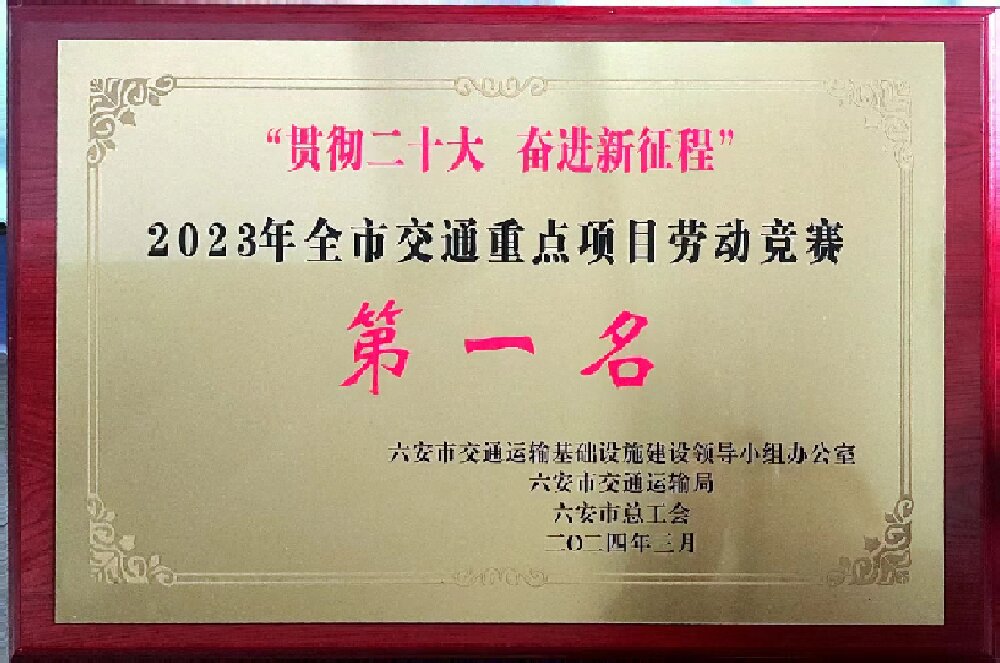 “贯彻二十大 奋进新征程”
2023年全市交通重点项目劳动竞赛
第一名
六安市交通运输基础设施建设领导小组办公室
六安市交通运输局
六安市总工会
二〇二四年三月